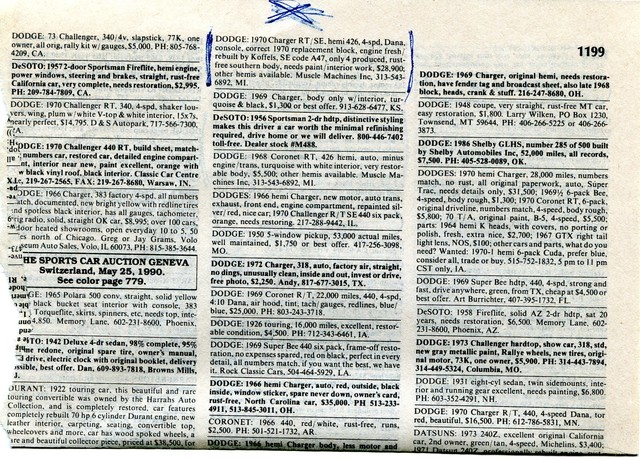 DODGE: 73 Challenger, 340/4v, slapstick, 77K, one
owner, all orig, rally kit w/gauges, $5,000. PH: 805-768-
4209, CA.
DeSOTO: 1957 2-door Sportsman Fireflite, hemi engine,
power windows, steering & brakes, straight, rust-free
California car, very complete, needs restoration, $2,995.
PH: 209-784-7809, CA.
DODGE: 1970 Challenger RT, 340, 4-speed, shaker lou-
vers, wing, plum w/white V-top & white interior, 15x7s.
nearly perfect, $14,795. D & S Autopark, 717-566-7300,
DODGE: 1970 Challenger 440 RT, build sheet, match-
numbers car, restored car, detailed engine compart-
interior near new, paint excellent, orange with
black vinyl roof, black interior. Classic Car Centre
219-267-2565, FAX: 219-267-8680, Warsaw, IN.
DODGE: 1966 Charger, 383 factory 4-spd, all numbers
match, documented, new bright yellow with redline tires
and spotless black interior, has all gauges, tachometer,
rig radio, solid, straight OK car, $8,995, over 100 cars,
door heated showrooms, open everyday 10 to 5. 50
es north of Chicago. Greg or Jay Grams, Volo
useum Auto Sales, Volo, IL 60073. PH: 815-385-3644.
HE SPORTS CAR AUCTION GENEVA
Switzerland, May 25, 1990.
See color page 779.
GE: 1965 Polara 500 conv, straight, solid yellow
black bucket seat interior with console, 383
Torqueflite, skirts, spinners, etc, needs top, inte-
4,850. Memory Lane, 602-231-8600, Phoenix,
TO: 1942 Deluxe 4-dr sedan, 98% complete, 95%
ine redone, original spare tire, owner's manual,
3 drive, electric clock with original booklet, delivery
ssible, best offer. Dan, 609-893-7818, Browns Mills,
J.
DURANT: 1922 touring car, this beautiful and rare
touring convertible was owned by the Harrahs Auto
Collection, and is completely restored, car features
completely rebuilt 70 hp 6 cylinder Durant engine, new
leather interior, carpeting, seating, convertible top,
wheelcovers and more, car has wood spoked wheels, a
are and beautiful collector piece, priced at $38,500, for
DODGE: 1970 Charger RT/SE, hemi 426, 4-spd, Dana,
console, correct 1970 replacement block, engine fresh
rebuilt by Koffels, SE code A47, only 4 produced, rust-
free southern body, needs paint/interior work, $28,900,
other hemis available. Muscle Machines Inc, 313-543-
6892, MI.
DODGE: 1969 Charger, body only w/interior, tur-
quoise & black, $1,300 or best offer. 913-628-6477, KS.
DeSOTO: 1956 Sportsman 2-dr hdtp, distinctive styling
makes this driver a car worth the minimal refinishing
required, drive home or we will deliver. 800-446-7402
toll-free. Dealer stock #M488.
DODGE: 1968 Coronet RT, 426 hemi, auto, minus
engine/trans, turquoise with white interior, very restor-
able body, $5,500, other hemis available. Muscle Ma-
chines Inc, 313-543-6892, MI.
DODGE: 1966 hemi Charger, new motor, auto trans,
exhaust, front end, engine compartment, repainted sil-
ver/red, nice car; 1970 Challenger R/T SE 440 six pack,
orange, needs restoring. 217-288-9442, IL.
DODGE: 1950 5-window pickup, 53,000 actual miles,
well maintained, $1,750 or best offer. 417-256-3098,
MO.
DODGE: 1972 Charger, 318, auto, factory air, straight,
no dings, unusually clean, inside and out, invest or drive,
free photo, $2,250. Andy, 817-677-3015, TX.
DODGE: 1969 Coronet R/T, 22,000 miles, 440, 4-spd,
4:10 Dana, air hood, tint; tach/gauges, redlines, blue/
blue, $25,000. PH: 803-243-3718.
DODGE: 1926 touring, 16,000 miles, excellent, restor-
able condition, $4,500. PH: 712-343-6461, IA.
DODGE: 1969 Super Bee 440 six pack, frame-off resto-
ration, no expenses spared, red on black, perfect in every
detail, all numbers match, if you want the best, we have
it. Rock Classic Cars, 504-464-5929, LA.
DODGE: 1966 hemi Charger, auto, red, outside, black
inside, window sticker, spare never down, owner's card,
rust-free, North Carolina car, $35,000. PH 513-233-
4911, 513-845-3011, OH.
CORONET: 1966 440, red/white, rust-free, runs,
$2,500. PH: 501-521-1732, AR.
DODGE: 1966 hemi Charger body, less motor and
1199
DODGE: 1969 Charger, original hemi, needs restora-
tion, have fender tag and broadcast sheet, also late 1968
block, heads, crank & stuff. 216-247-8680, OH.
DODGE: 1948 coupe, very straight, rust-free MT car,
easy restoration, $1,800. Larry Wilken, PO Box 1230,
Townsend, MT 59644, PH: 406-266-5225 or 406-266-
3873.
DODGE: 1986 Shelby GLHS, number 285 of 500 built
by Shelby Automobiles Inc, 22,000 miles, all records,
$7,500. PH: 405-528-0089, OK.
DODGES: 1970 hemi Charger, 28,000 miles, numbers
match, no rust, all original paperwork, auto, Super
Trac, needs details only, $31,500; 1969½ 6-pack Bee,
4-spd, body rough, $1,300; 1970 Coronet RT, 6-pack,
original driveline, numbers match, 4-speed, body rough,
$5,800; 70 T/A, original paint, B-5, 4-speed, $5,500;
parts: 1964 hemi K heads, with covers, no porting or
polish, fresh, extra nice, $2,700; 1967 GTX right tail
light lens, NOS, $100; other cars and parts, what do you
need? Wanted: 1970-1 hemi 6-pack Cuda, prefer blue,
consider all, trade or buy. 515-752-1832, 5 pm to 11 pm
CST only, IA.
DODGE: 1969 Super Bee hdtp, 440, 4-spd, strong and
fast, drive anywhere, green, from TX, cheap at $4,500 or
best offer. Art Burrichter, 407-395-1732, FL.
DeSOTO: 1958 Firesweep, solid AZ 2-dr hdtp, sat 20
years, needs restoration, $6,500. Memory Lane, 602-
231-8600, Phoenix, AZ.
DODGE: 1973 Challenger hardtop, show car, 318, std,
new gray metallic paint, Rallye wheels, new tires, origi-
nal motor, 73K, one owner, $5,900. PH: 314-443-7894,
314-449-5324, Columbia, MO.
DODGE: 1931 eight-cyl sedan, twin sidemounts, inte-
rior and running gear excellent, needs painting, $6,800.
PH: 603-352-4291, NH.
DODGE: 1970 Charger R/T, 440, 4-speed Dana, tor
red, beautiful, $16,500. PH: 612-786-5831, MN.
DATSUNS: 1973 240Z, excellent original California
car, 2nd owner, green/tan, 4-speed, Michelins, $3,400;
1971 Datsun 240Z, professionally rebuilt